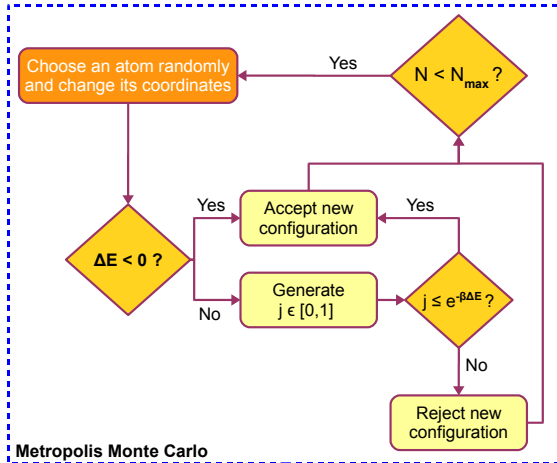 Choose an atom randomly
and change its coordinates
Yes
N < Nmax ?
Yes
Accept new
configuration
Yes
ΔE < 0 ?
No
Generate
j ϵ [0,1]
j ≤ e-βΔE ?
No
Reject new
configuration
Metropolis Monte Carlo